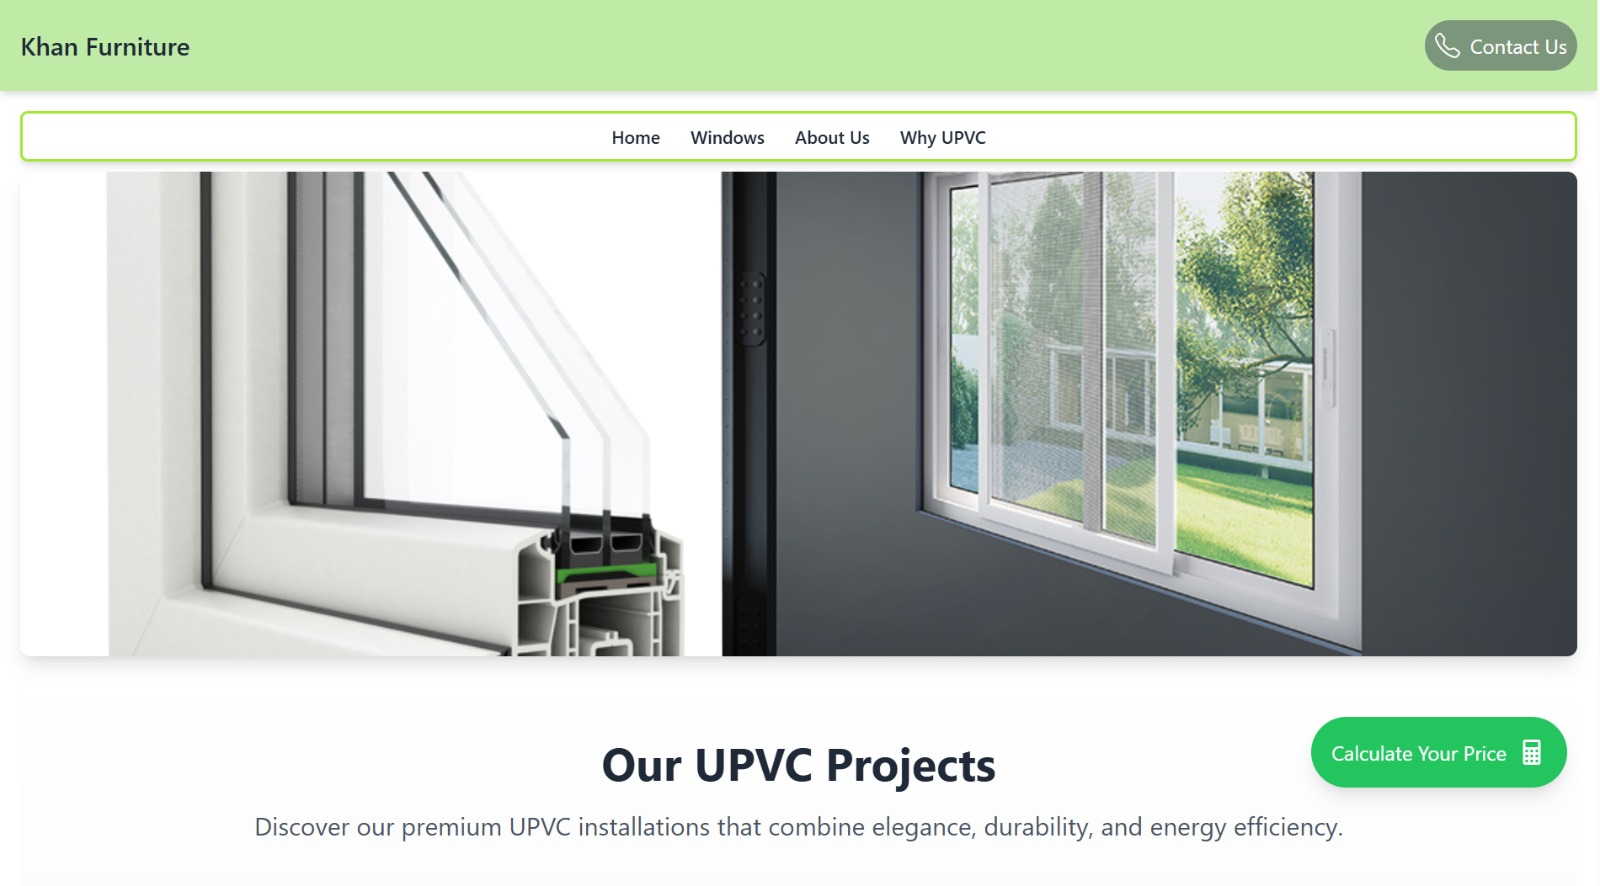 Khan Furniture
Contact Us
Home Windows About Us Why UPVC
Our UPVC Projects
Calculate Your Price
Discover our premium UPVC installations that combine elegance, durability, and energy efficiency.